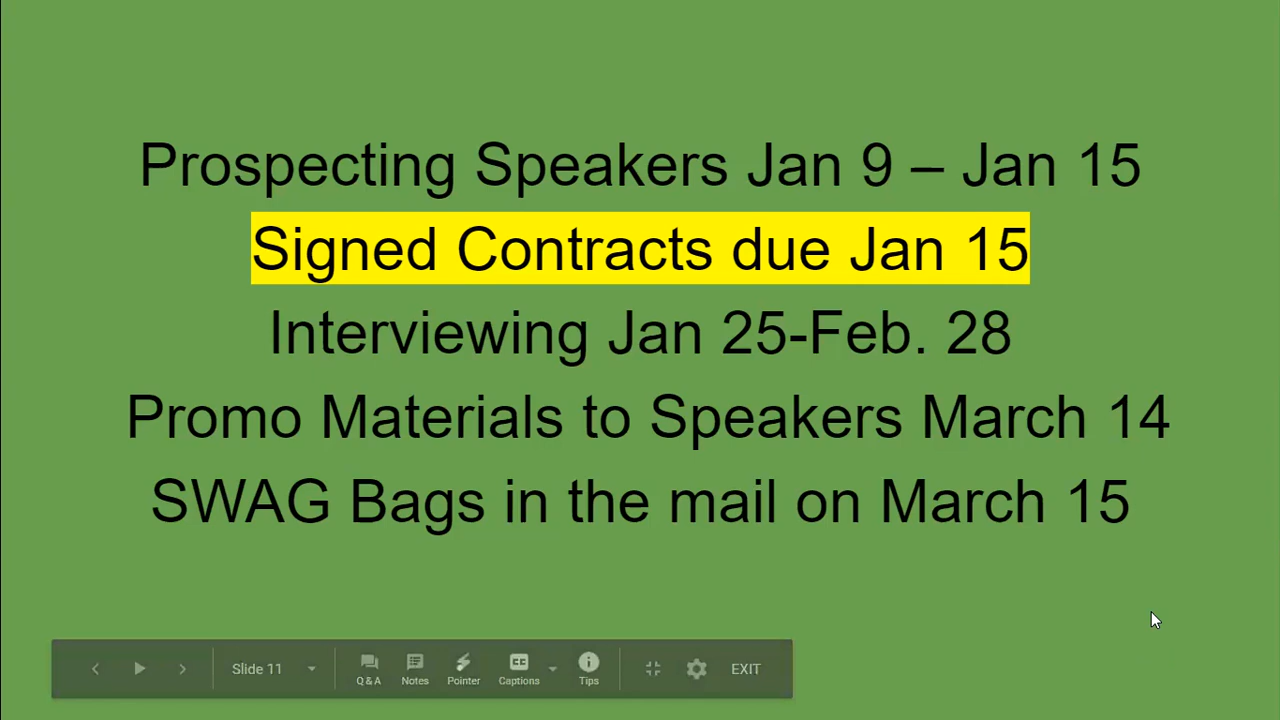 Prospecting Speakers Jan 9 – Jan 15
Signed Contracts due Jan 15
Interviewing Jan 25-Feb. 28
Promo Materials to Speakers March 14
SWAG Bags in the mail on March 15
Slide 11
Q & A
Notes
Pointer
CC
Captions
Tips
EXIT